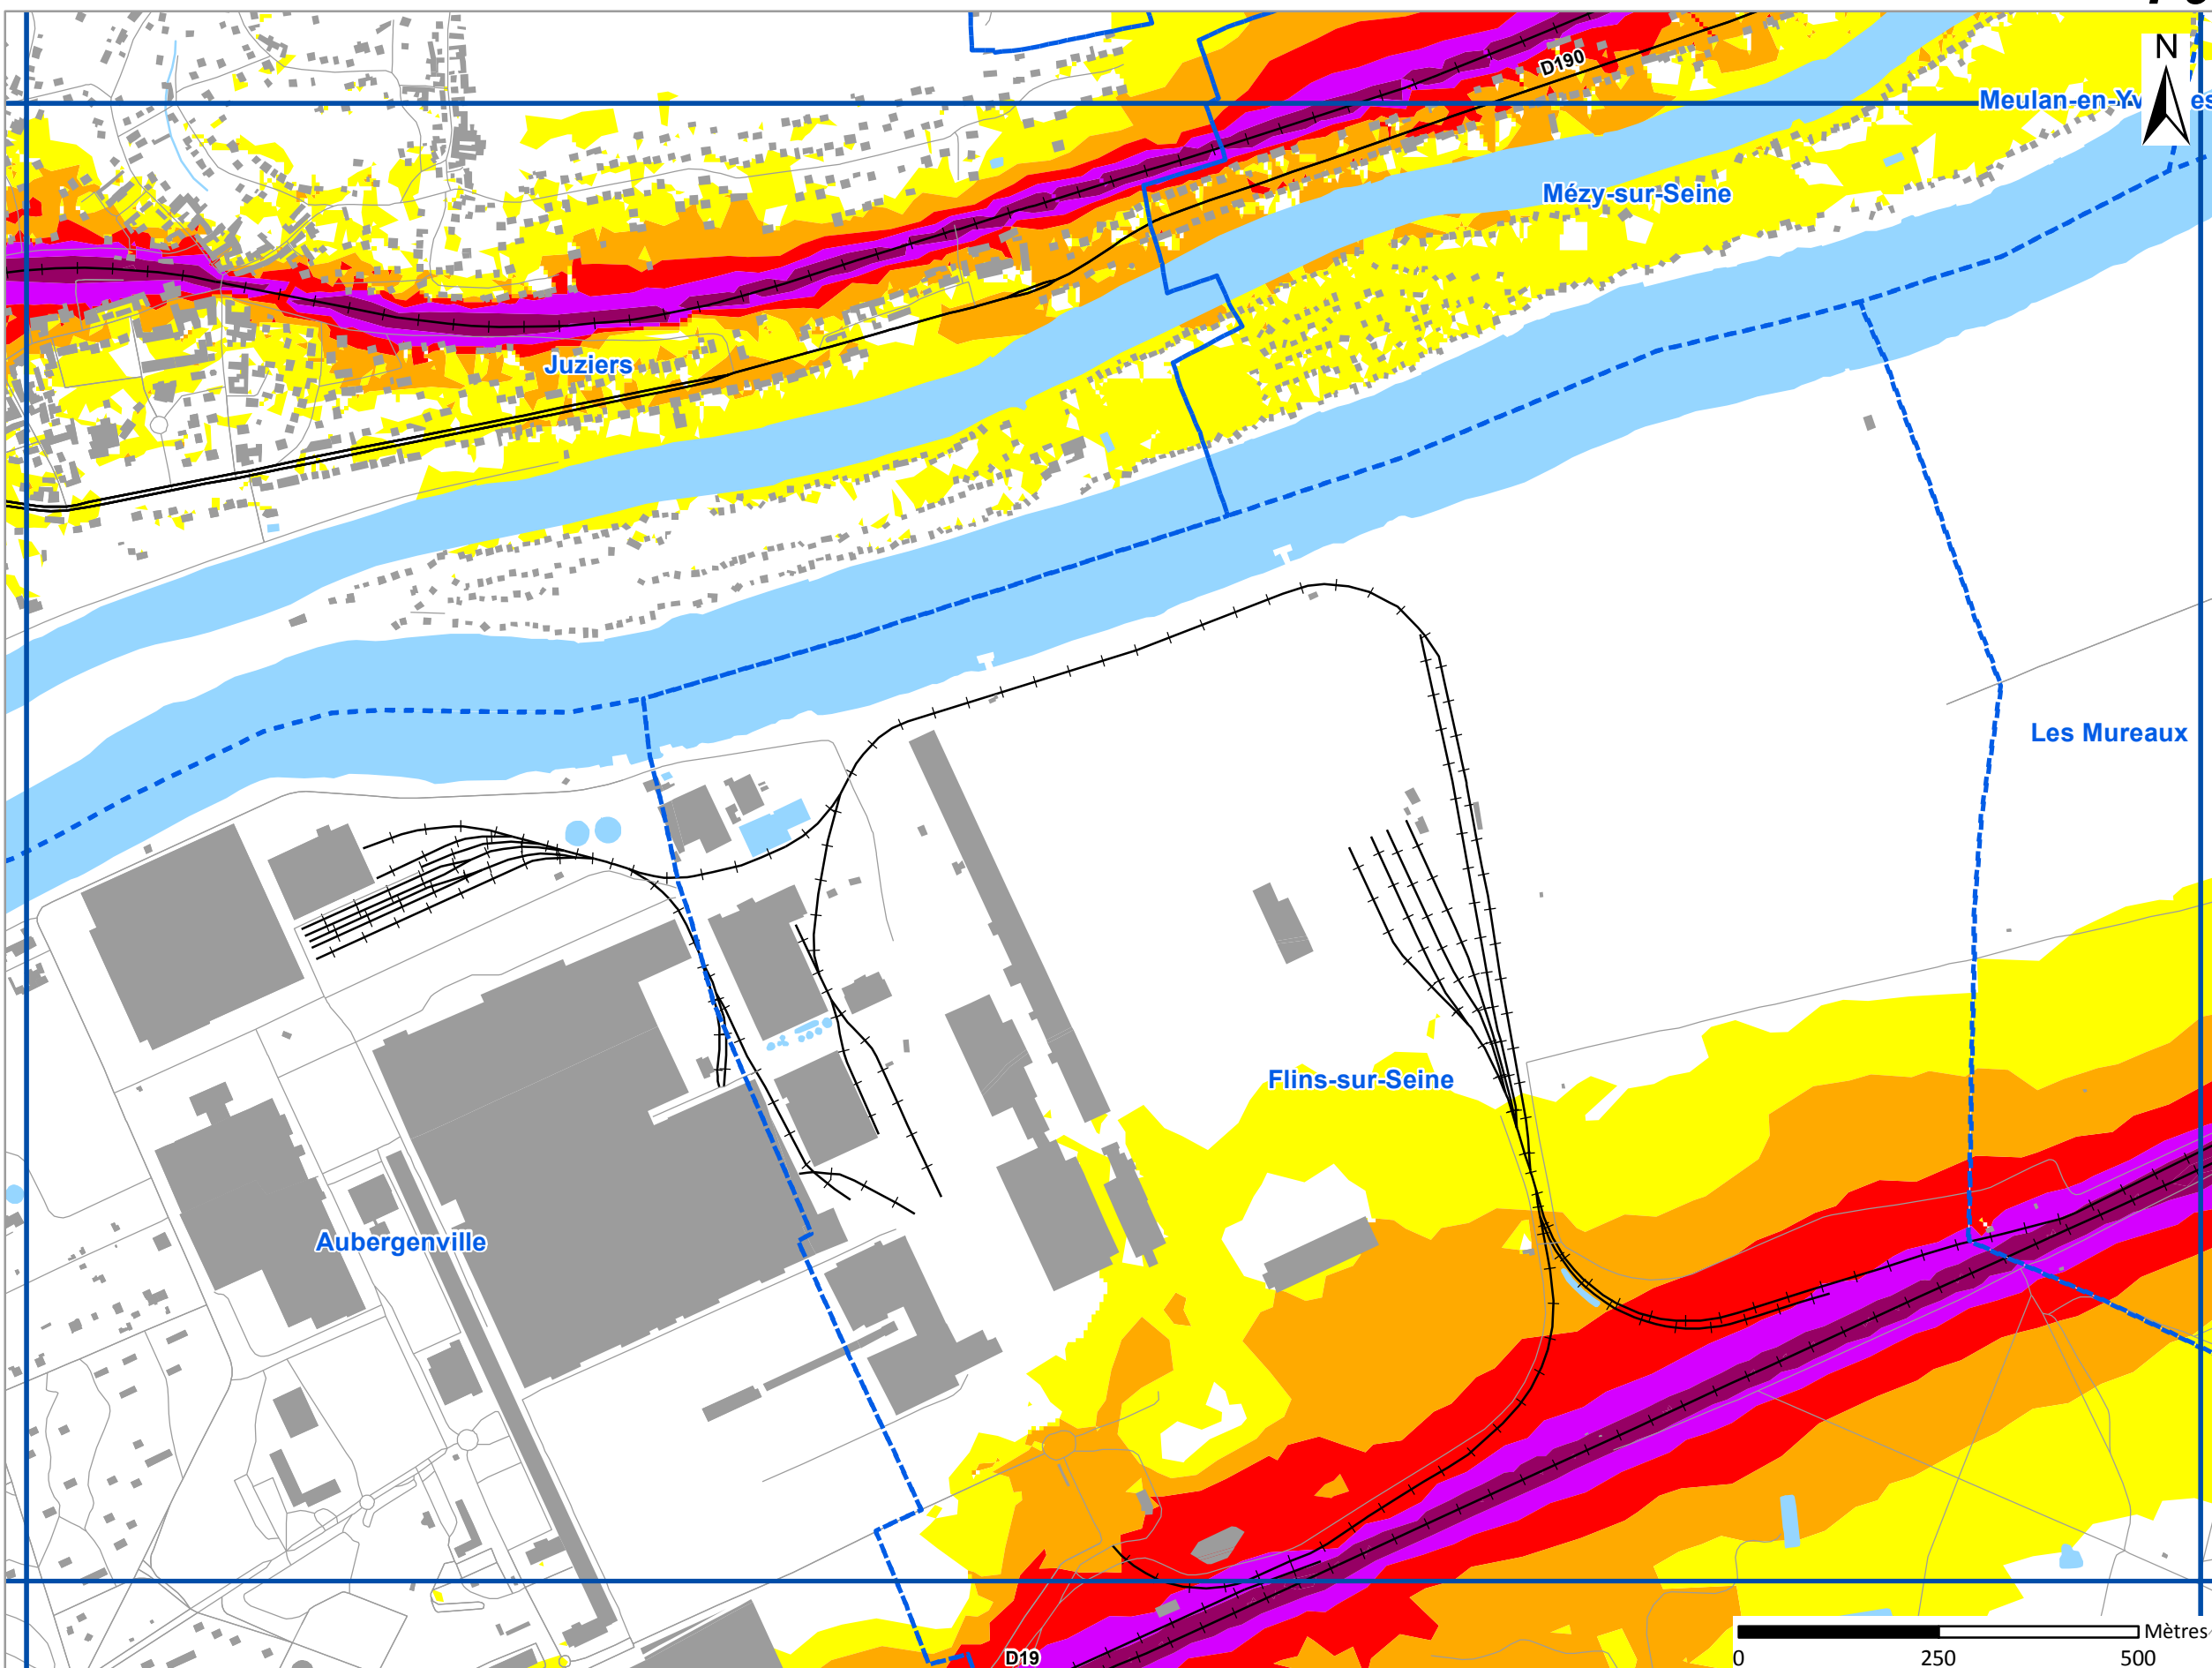 N
D190
Meulan-en-Yv es
Mézy-sur-Seine
Juziers
Les Mureaux
Flins-sur-Seine
Aubergenville
D19
Mètres
0 250 500